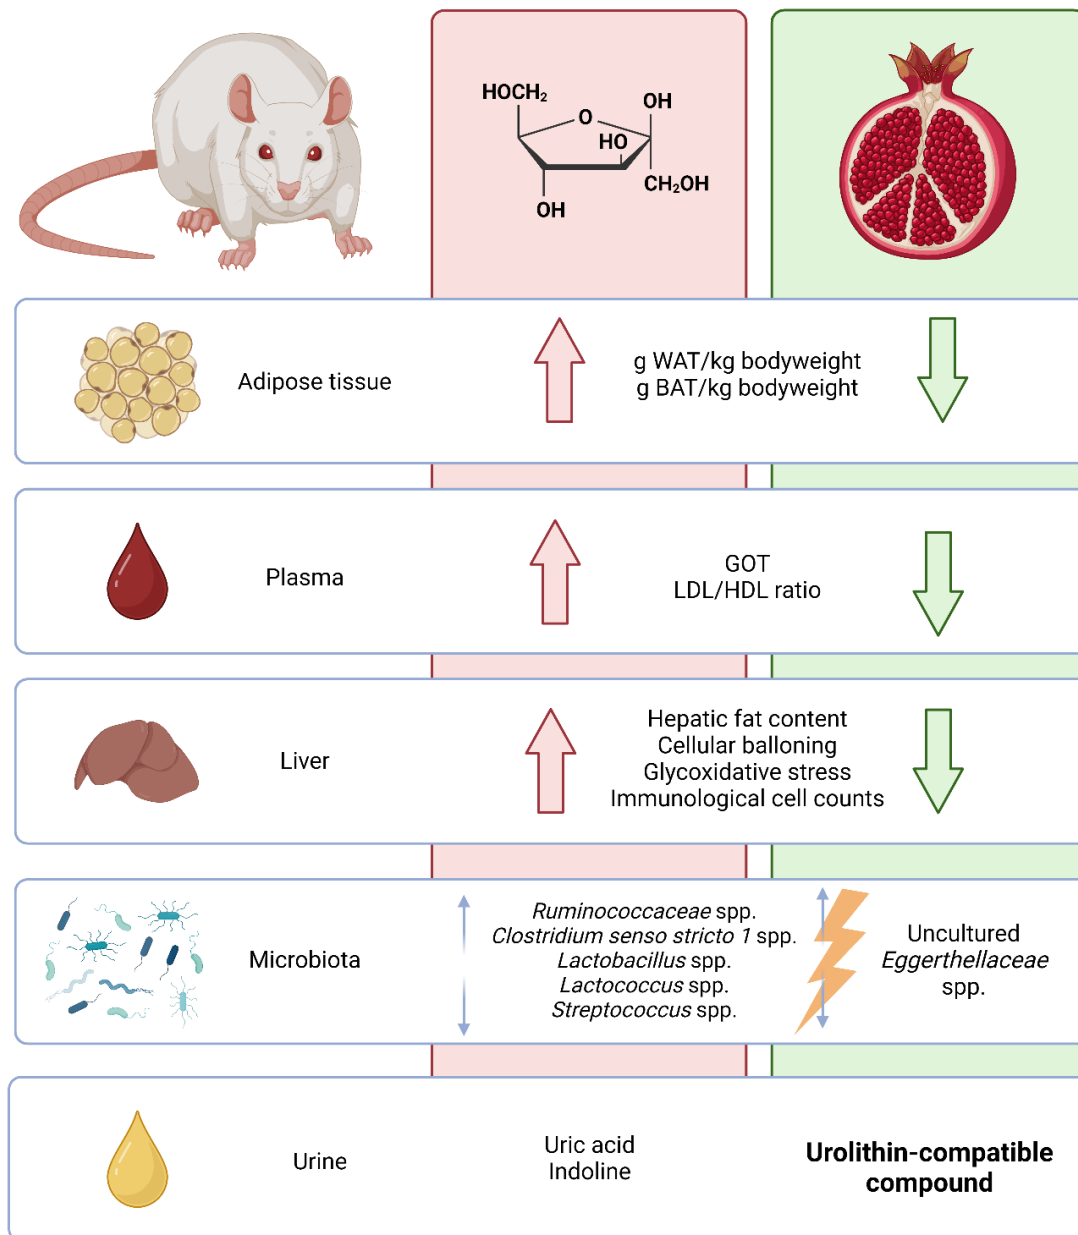 HOCH₂
O
OH
HO
CH₂OH
OH
Adipose tissue
g WAT/kg bodyweight
g BAT/kg bodyweight
Plasma
GOT
LDL/HDL ratio
Liver
Hepatic fat content
Cellular balloning
Glycoxidative stress
Immunological cell counts
Microbiota
Ruminococcaceae spp.
Clostridium senso stricto 1 spp.
Lactobacillus spp.
Lactococcus spp.
Streptococcus spp.
Uncultured
Eggerthellaceae
spp.
Urine
Uric acid
Indoline
Urolithin-compatible
compound